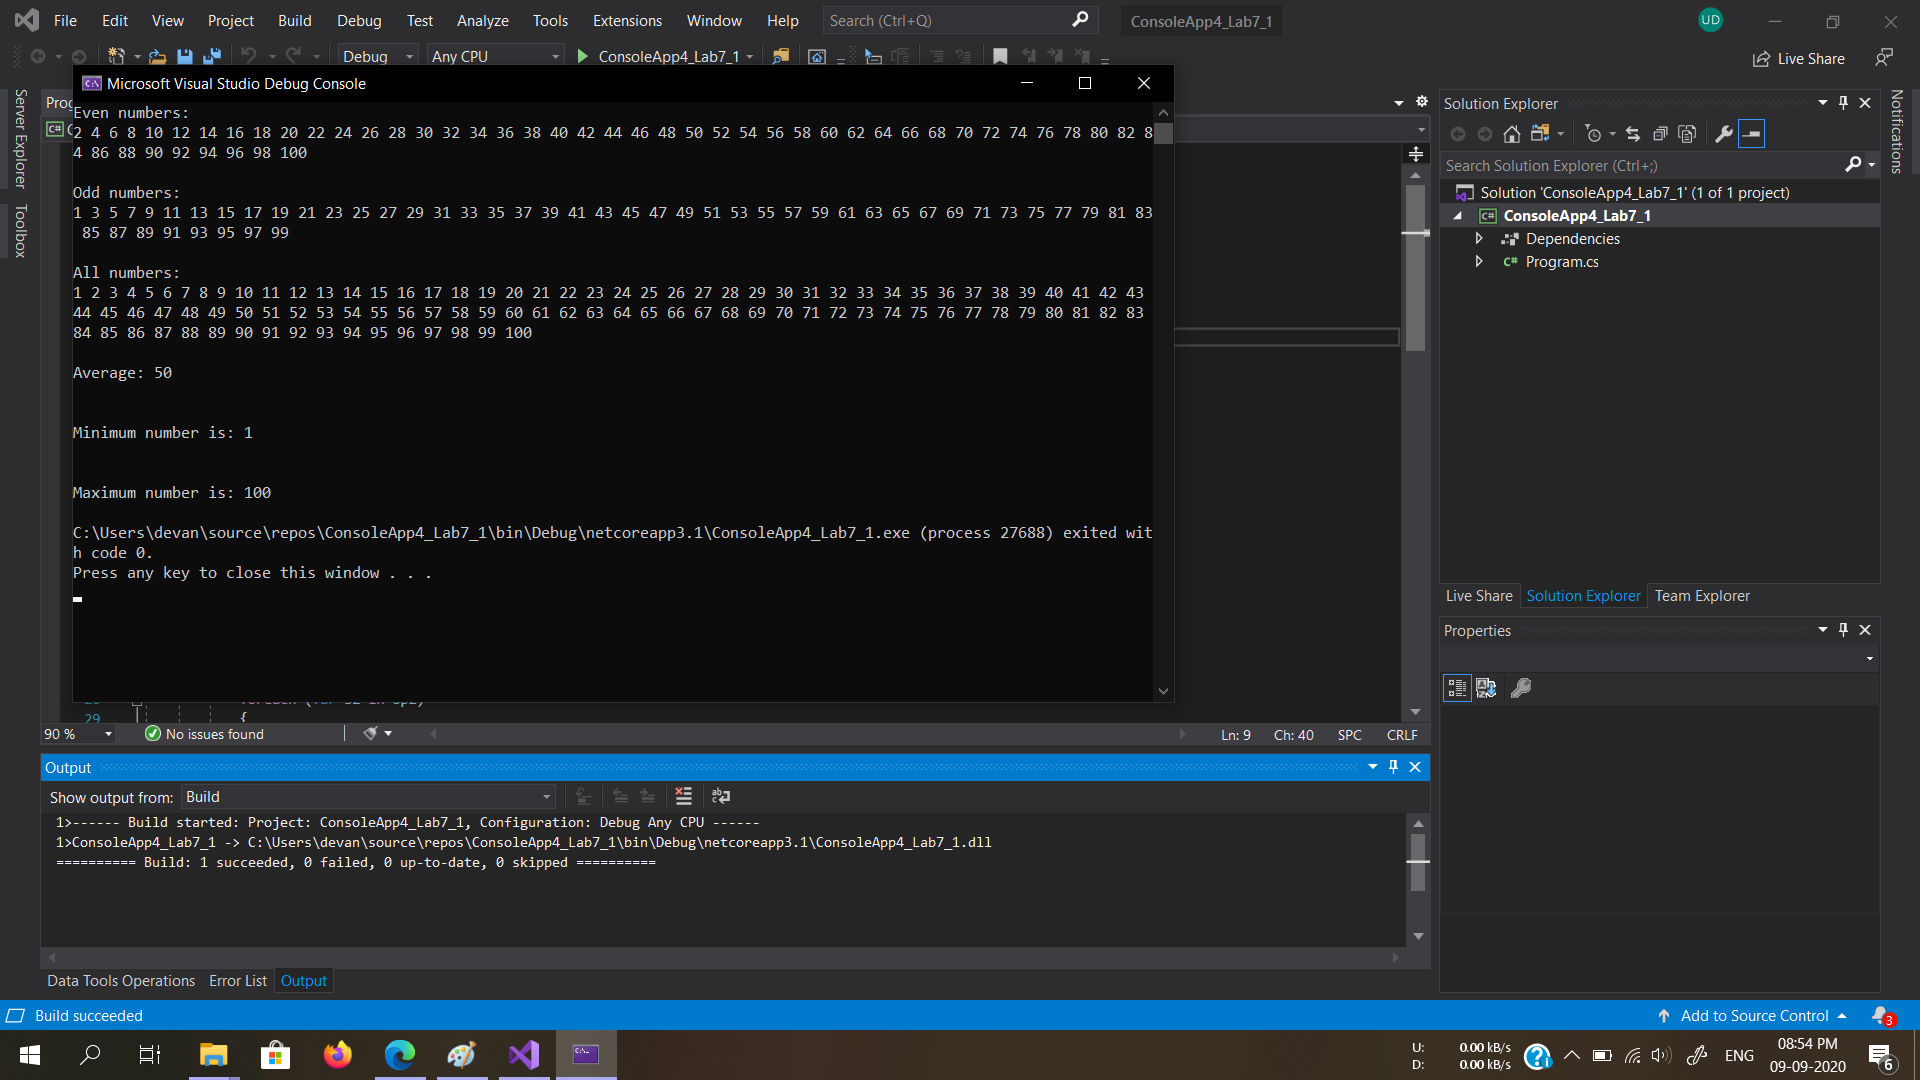 File Edit View Project Build Debug Test Analyze Tools Extensions Window Help Search (Ctrl+Q) ConsoleApp4_Lab7_1 UD
Debug Any CPU ConsoleApp4_Lab7_1 Live Share
Microsoft Visual Studio Debug Console
Server Explorer
Toolbox
Even numbers:
2 4 6 8 10 12 14 16 18 20 22 24 26 28 30 32 34 36 38 40 42 44 46 48 50 52 54 56 58 60 62 64 66 68 70 72 74 76 78 80 82 8
4 86 88 90 92 94 96 98 100
Odd numbers:
1 3 5 7 9 11 13 15 17 19 21 23 25 27 29 31 33 35 37 39 41 43 45 47 49 51 53 55 57 59 61 63 65 67 69 71 73 75 77 79 81 83
85 87 89 91 93 95 97 99
All numbers:
1 2 3 4 5 6 7 8 9 10 11 12 13 14 15 16 17 18 19 20 21 22 23 24 25 26 27 28 29 30 31 32 33 34 35 36 37 38 39 40 41 42 43
44 45 46 47 48 49 50 51 52 53 54 55 56 57 58 59 60 61 62 63 64 65 66 67 68 69 70 71 72 73 74 75 76 77 78 79 80 81 82 83
84 85 86 87 88 89 90 91 92 93 94 95 96 97 98 99 100
Average: 50
Minimum number is: 1
Maximum number is: 100
C:\Users\devan\source\repos\ConsoleApp4_Lab7_1\bin\Debug\netcoreapp3.1\ConsoleApp4_Lab7_1.exe (process 27688) exited wit
h code 0.
Press any key to close this window . . .
29 {
90 % No issues found Ln: 9 Ch: 40 SPC CRLF
Output
Show output from: Build
1>------ Build started: Project: ConsoleApp4_Lab7_1, Configuration: Debug Any CPU ------
1>ConsoleApp4_Lab7_1 -> C:\Users\devan\source\repos\ConsoleApp4_Lab7_1\bin\Debug\netcoreapp3.1\ConsoleApp4_Lab7_1.dll
========== Build: 1 succeeded, 0 failed, 0 up-to-date, 0 skipped ==========
Data Tools Operations Error List Output
Solution Explorer
Search Solution Explorer (Ctrl+;)
Solution 'ConsoleApp4_Lab7_1' (1 of 1 project)
ConsoleApp4_Lab7_1
Dependencies
C# Program.cs
Live Share Solution Explorer Team Explorer
Properties
Notifications
Build succeeded Add to Source Control 3
U: 0.00 kB/s
D: 0.00 kB/s
ENG
08:54 PM
09-09-2020
6